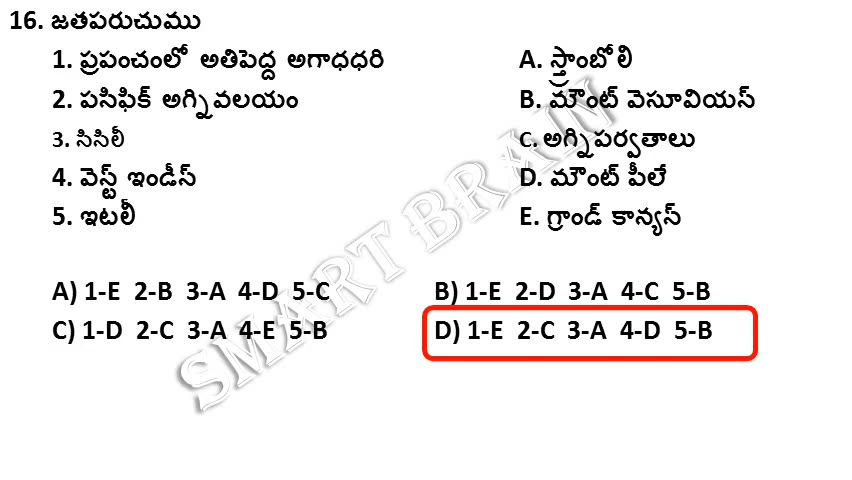 16. జతపరుచుము
1. ప్రపంచంలో అతిపెద్ద అగాధధరి A. స్ట్రాంబోలి
2. పసిఫిక్ అగ్నివలయం B. మౌంట్ వెసూవియస్
3. సిసిలీ C. అగ్నిపర్వతాలు
4. వెస్ట్ ఇండీస్ D. మౌంట్ పీలే
5. ఇటలీ E. గ్రాండ్ కాన్యస్
A) 1-E 2-B 3-A 4-D 5-C B) 1-E 2-D 3-A 4-C 5-B
C) 1-D 2-C 3-A 4-E 5-B D) 1-E 2-C 3-A 4-D 5-B
SMART BRAIN